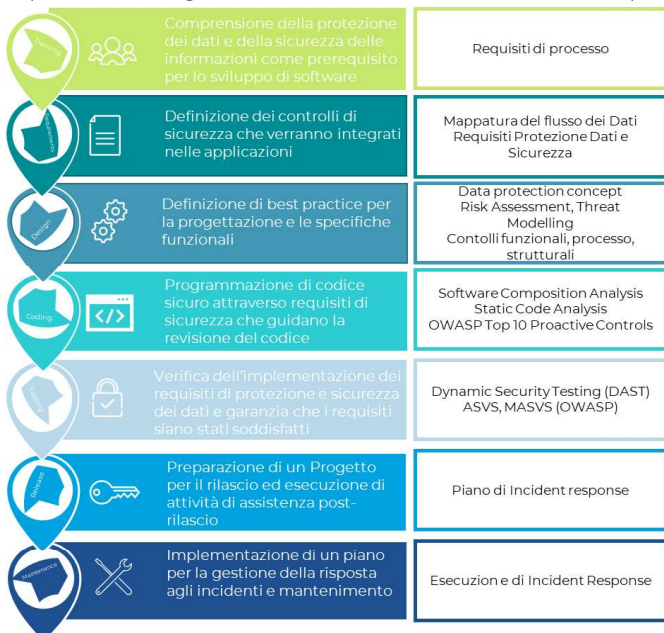 Training
Comprensione della protezione
dei dati e della sicurezza delle
informazioni come prerequisito
per lo sviluppo di software
Requisiti di processo
Requirements
Definizione dei controlli di
sicurezza che verranno integrati
nelle applicazioni
Mappatura del flusso dei Dati
Requisiti Protezione Dati e
Sicurezza
Design
Definizione di best practice per
la progettazione e le specifiche
funzionali
Data protection concept
Risk Assessment, Threat
Modelling
Contolli funzionali, processo,
strutturali
Coding
Programmazione di codice
sicuro attraverso requisiti di
sicurezza che guidano la
revisione del codice
Software Composition Analysis
Static Code Analysis
OWASP Top 10 Proactive Controls
Verifica dell'implementazione dei
requisiti di protezione e sicurezza
dei dati e garanzia che i requisiti
siano stati soddisfatti
Dynamic Security Testing (DAST)
ASVS, MASVS (OWASP)
Release
Preparazione di un Progetto
per il rilascio ed esecuzione di
attività di assistenza post-
rilascio
Piano di Incident response
Maintenance
Implementazione di un piano
per la gestione della risposta
agli incidenti e mantenimento
Esecuzion e di Incident Response